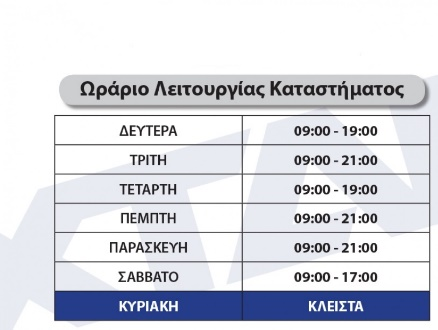 Ωράριο Λειτουργίας Καταστήματος
ΔΕΥΤΕΡΑ 09:00 - 19:00
ΤΡΙΤΗ 09:00 - 21:00
ΤΕΤΑΡΤΗ 09:00 - 19:00
ΠΕΜΠΤΗ 09:00 - 21:00
ΠΑΡΑΣΚΕΥΗ 09:00 - 21:00
ΣΑΒΒΑΤΟ 09:00 - 17:00
ΚΥΡΙΑΚΗ ΚΛΕΙΣΤΑ